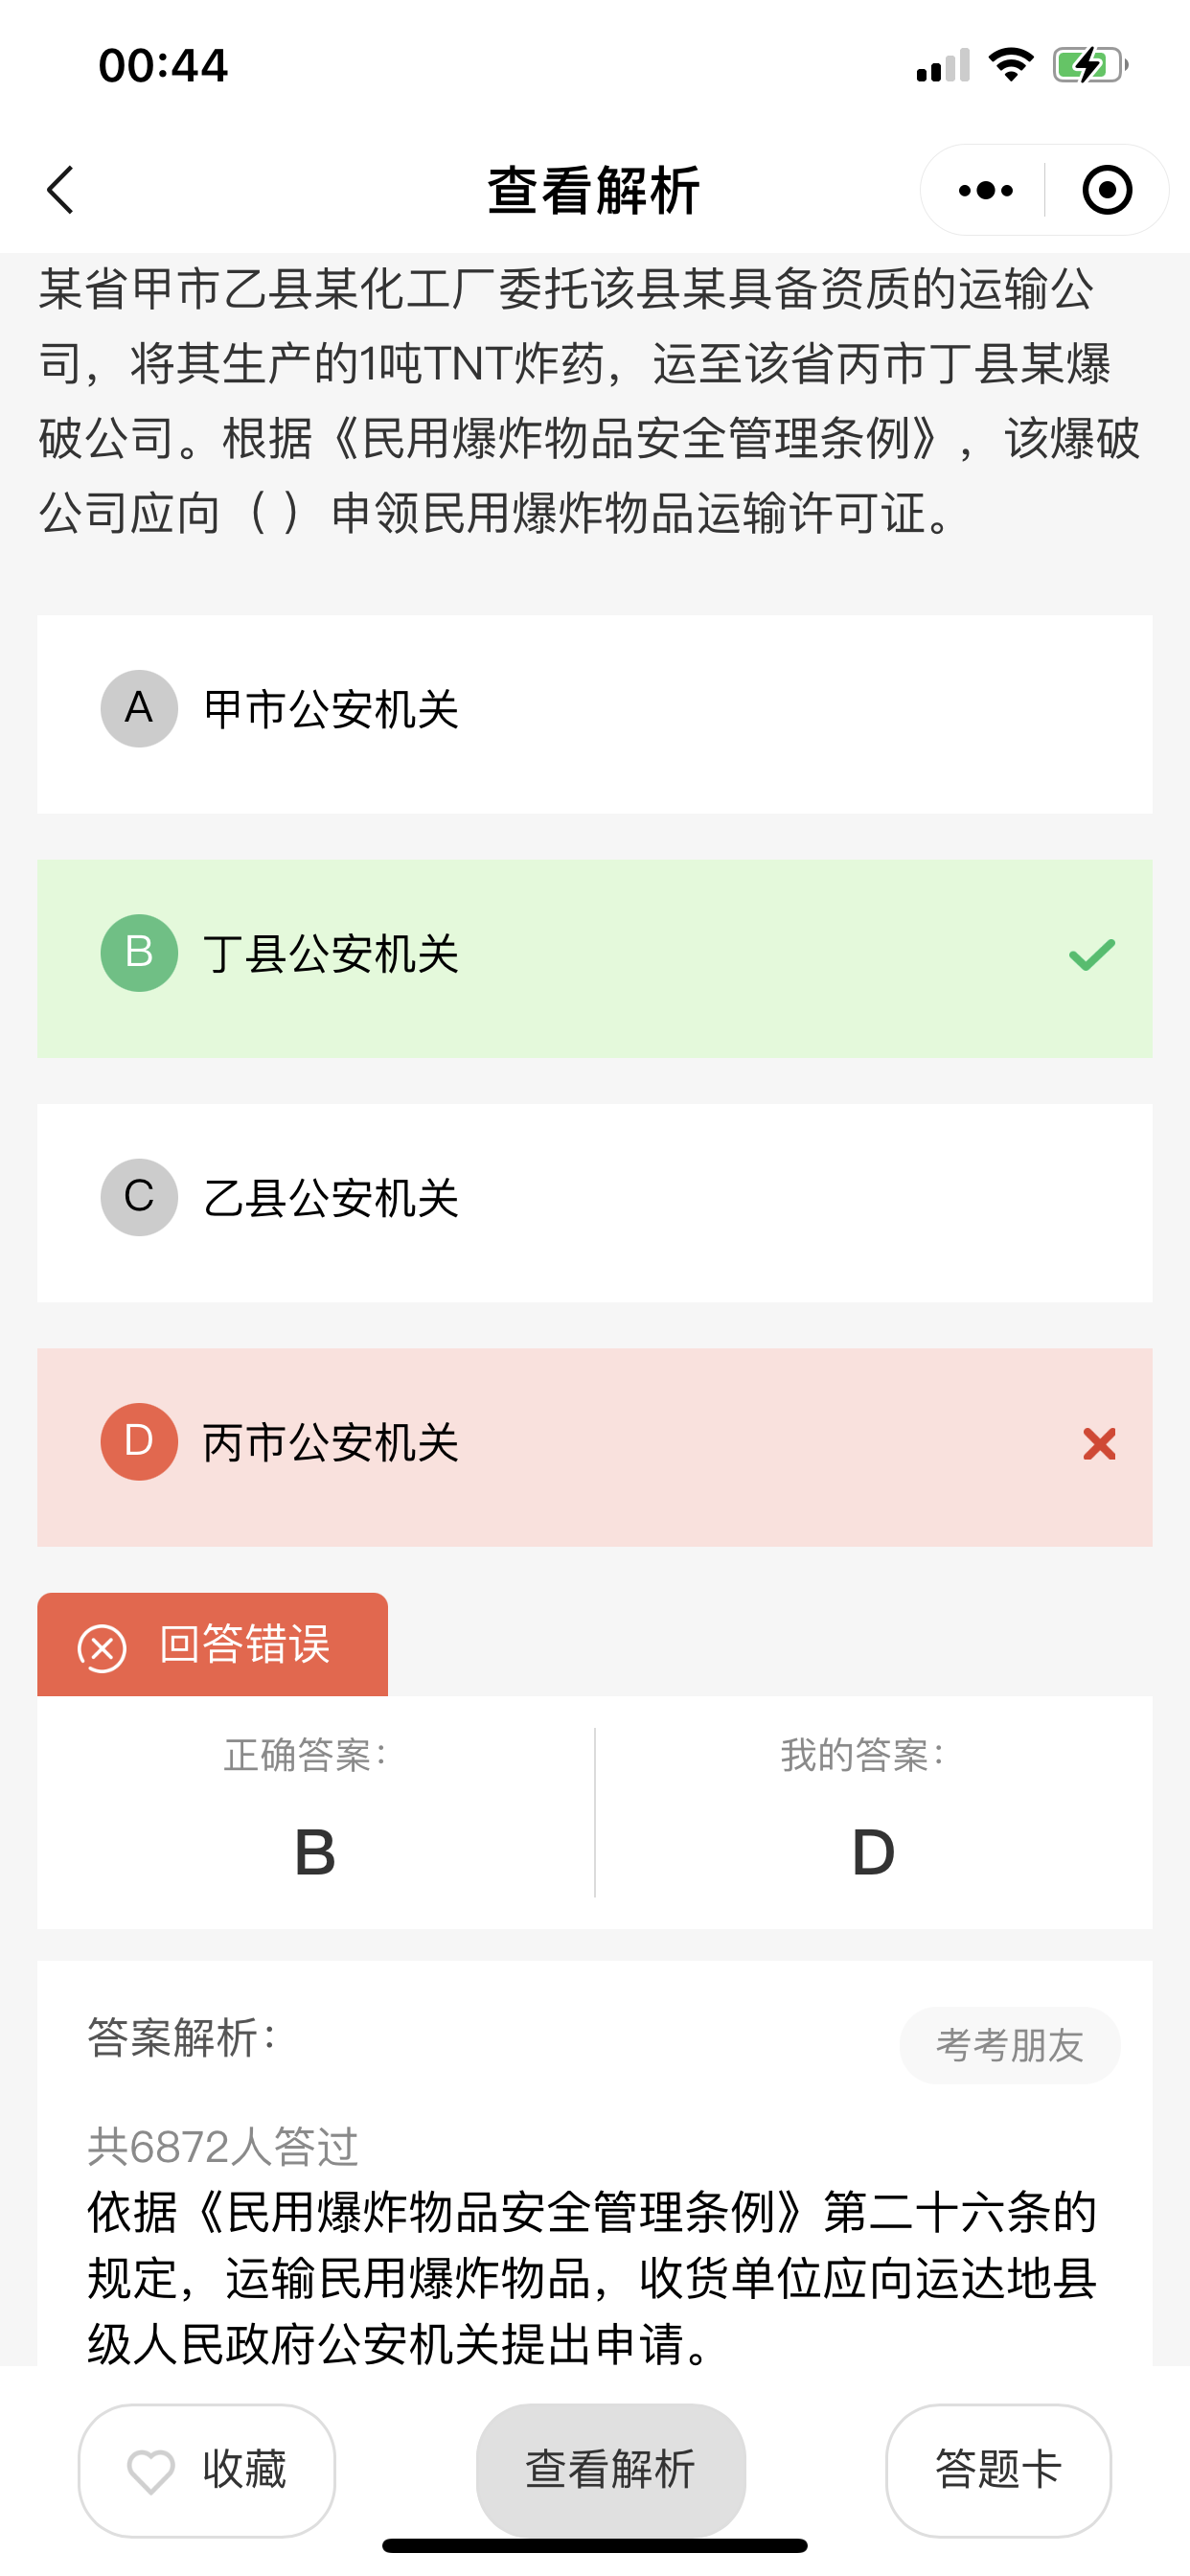 00:44
查看解析
某省甲市乙县某化工厂委托该县某具备资质的运输公
司，将其生产的1吨TNT炸药，运至该省丙市丁县某爆
破公司。根据《民用爆炸物品安全管理条例》，该爆破
公司应向（ ）申领民用爆炸物品运输许可证。
A 甲市公安机关
B 丁县公安机关
C 乙县公安机关
D 丙市公安机关
回答错误
正确答案： 我的答案：
B D
答案解析： 考考朋友
共6872人答过
依据《民用爆炸物品安全管理条例》第二十六条的
规定，运输民用爆炸物品，收货单位应向运达地县
级人民政府公安机关提出申请。
收藏 查看解析 答题卡